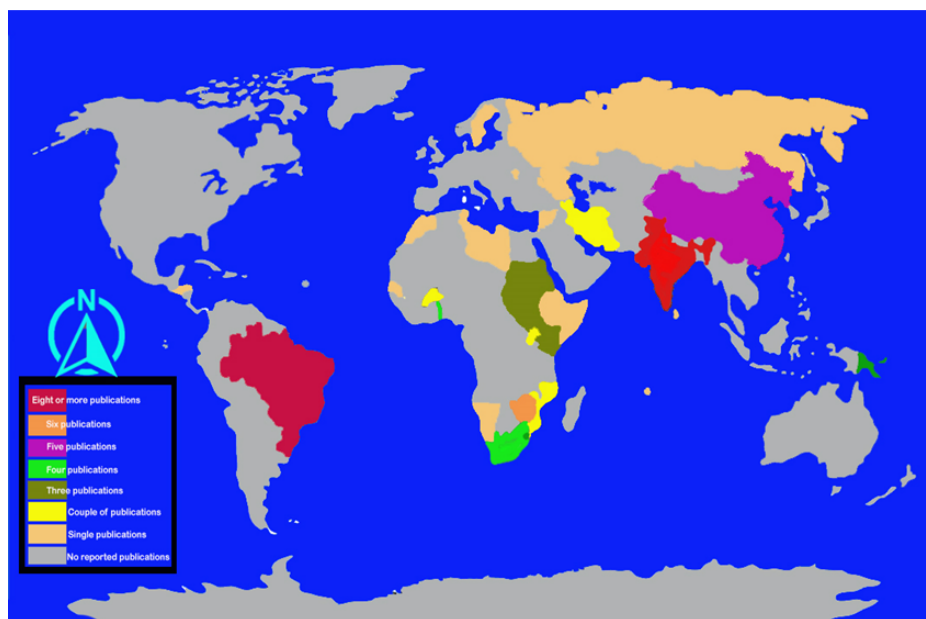 N
Eight or more publications
Six publications
Five publications
Four publications
Three publications
Couple of publications
Single publications
No reported publications